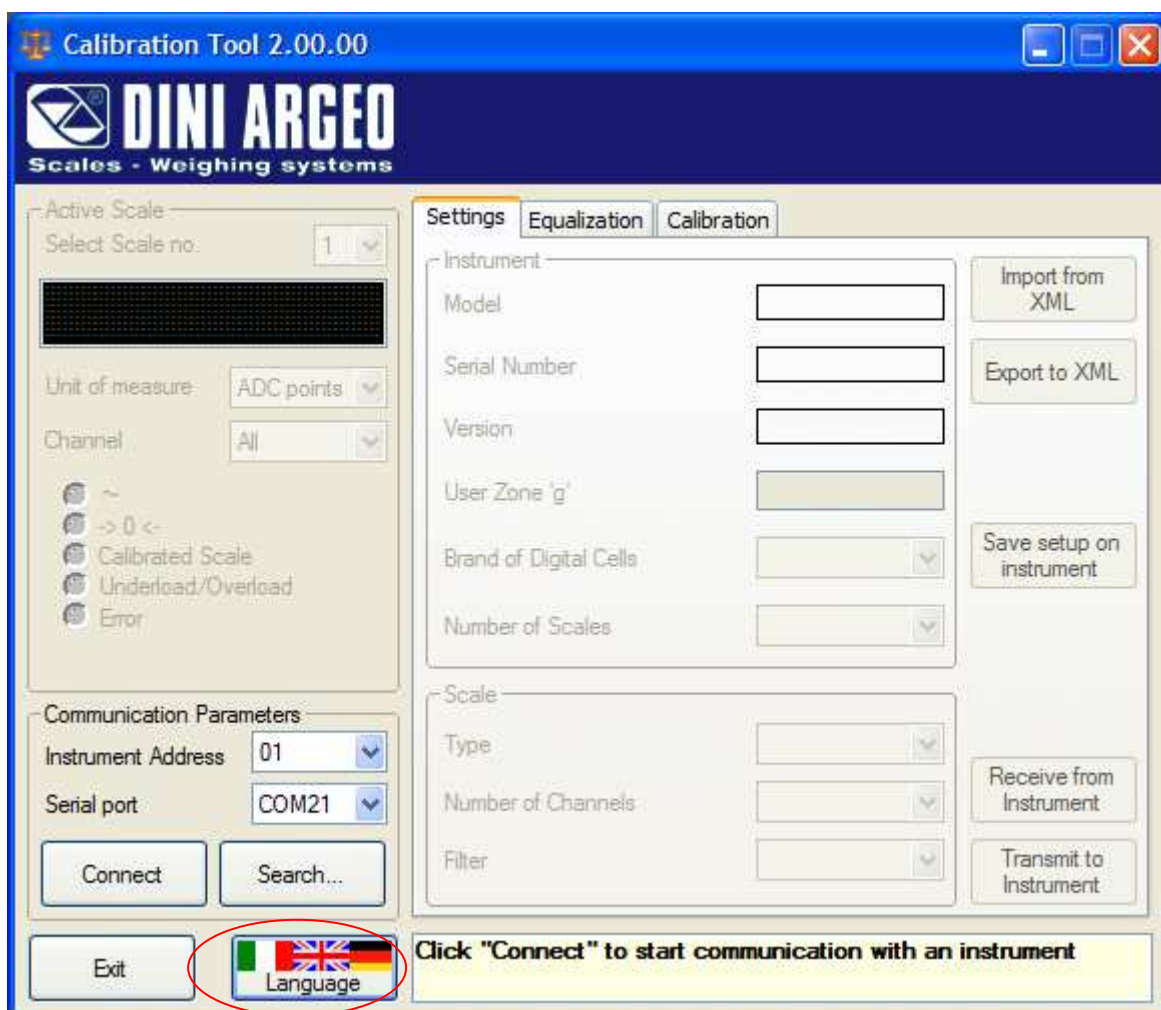 Calibration Tool 2.00.00
DINI ARGEO
Scales - Weighing systems
Active Scale
Select Scale no.
1
Unit of measure
ADC points
Channel
All
~
-> 0 <-
Calibrated Scale
Underload/Overload
Error
Communication Parameters
Instrument Address
01
Serial port
COM21
Connect
Search...
Exit
Language
Settings
Equalization
Calibration
Instrument
Model
Serial Number
Version
User Zone 'g'
Brand of Digital Cells
Number of Scales
Scale
Type
Number of Channels
Filter
Import from
XML
Export to XML
Save setup on
instrument
Receive from
Instrument
Transmit to
Instrument
Click "Connect" to start communication with an instrument